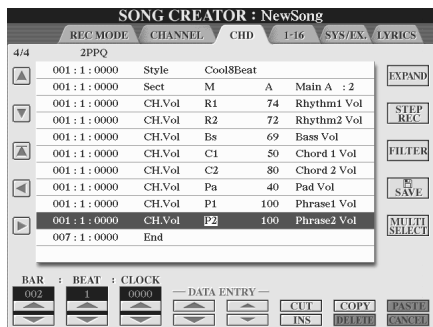 SONG CREATOR : NewSong
REC MODE CHANNEL CHD 1-16 SYS/EX. LYRICS
4/4 2PPQ
001 : 1 : 0000 Style Cool8Beat
001 : 1 : 0000 Sect M A Main A : 2
001 : 1 : 0000 CH.Vol R1 74 Rhythm1 Vol
001 : 1 : 0000 CH.Vol R2 72 Rhythm2 Vol
001 : 1 : 0000 CH.Vol Bs 69 Bass Vol
001 : 1 : 0000 CH.Vol C1 50 Chord 1 Vol
001 : 1 : 0000 CH.Vol C2 80 Chord 2 Vol
001 : 1 : 0000 CH.Vol Pa 40 Pad Vol
001 : 1 : 0000 CH.Vol P1 100 Phrase1 Vol
001 : 1 : 0000 CH.Vol P2 100 Phrase2 Vol
007 : 1 : 0000 End
EXPAND
STEP
REC
FILTER
SAVE
MULTI
SELECT
BAR : BEAT : CLOCK
002 1 0000
DATA ENTRY
CUT COPY PASTE
INS DELETE CANCEL